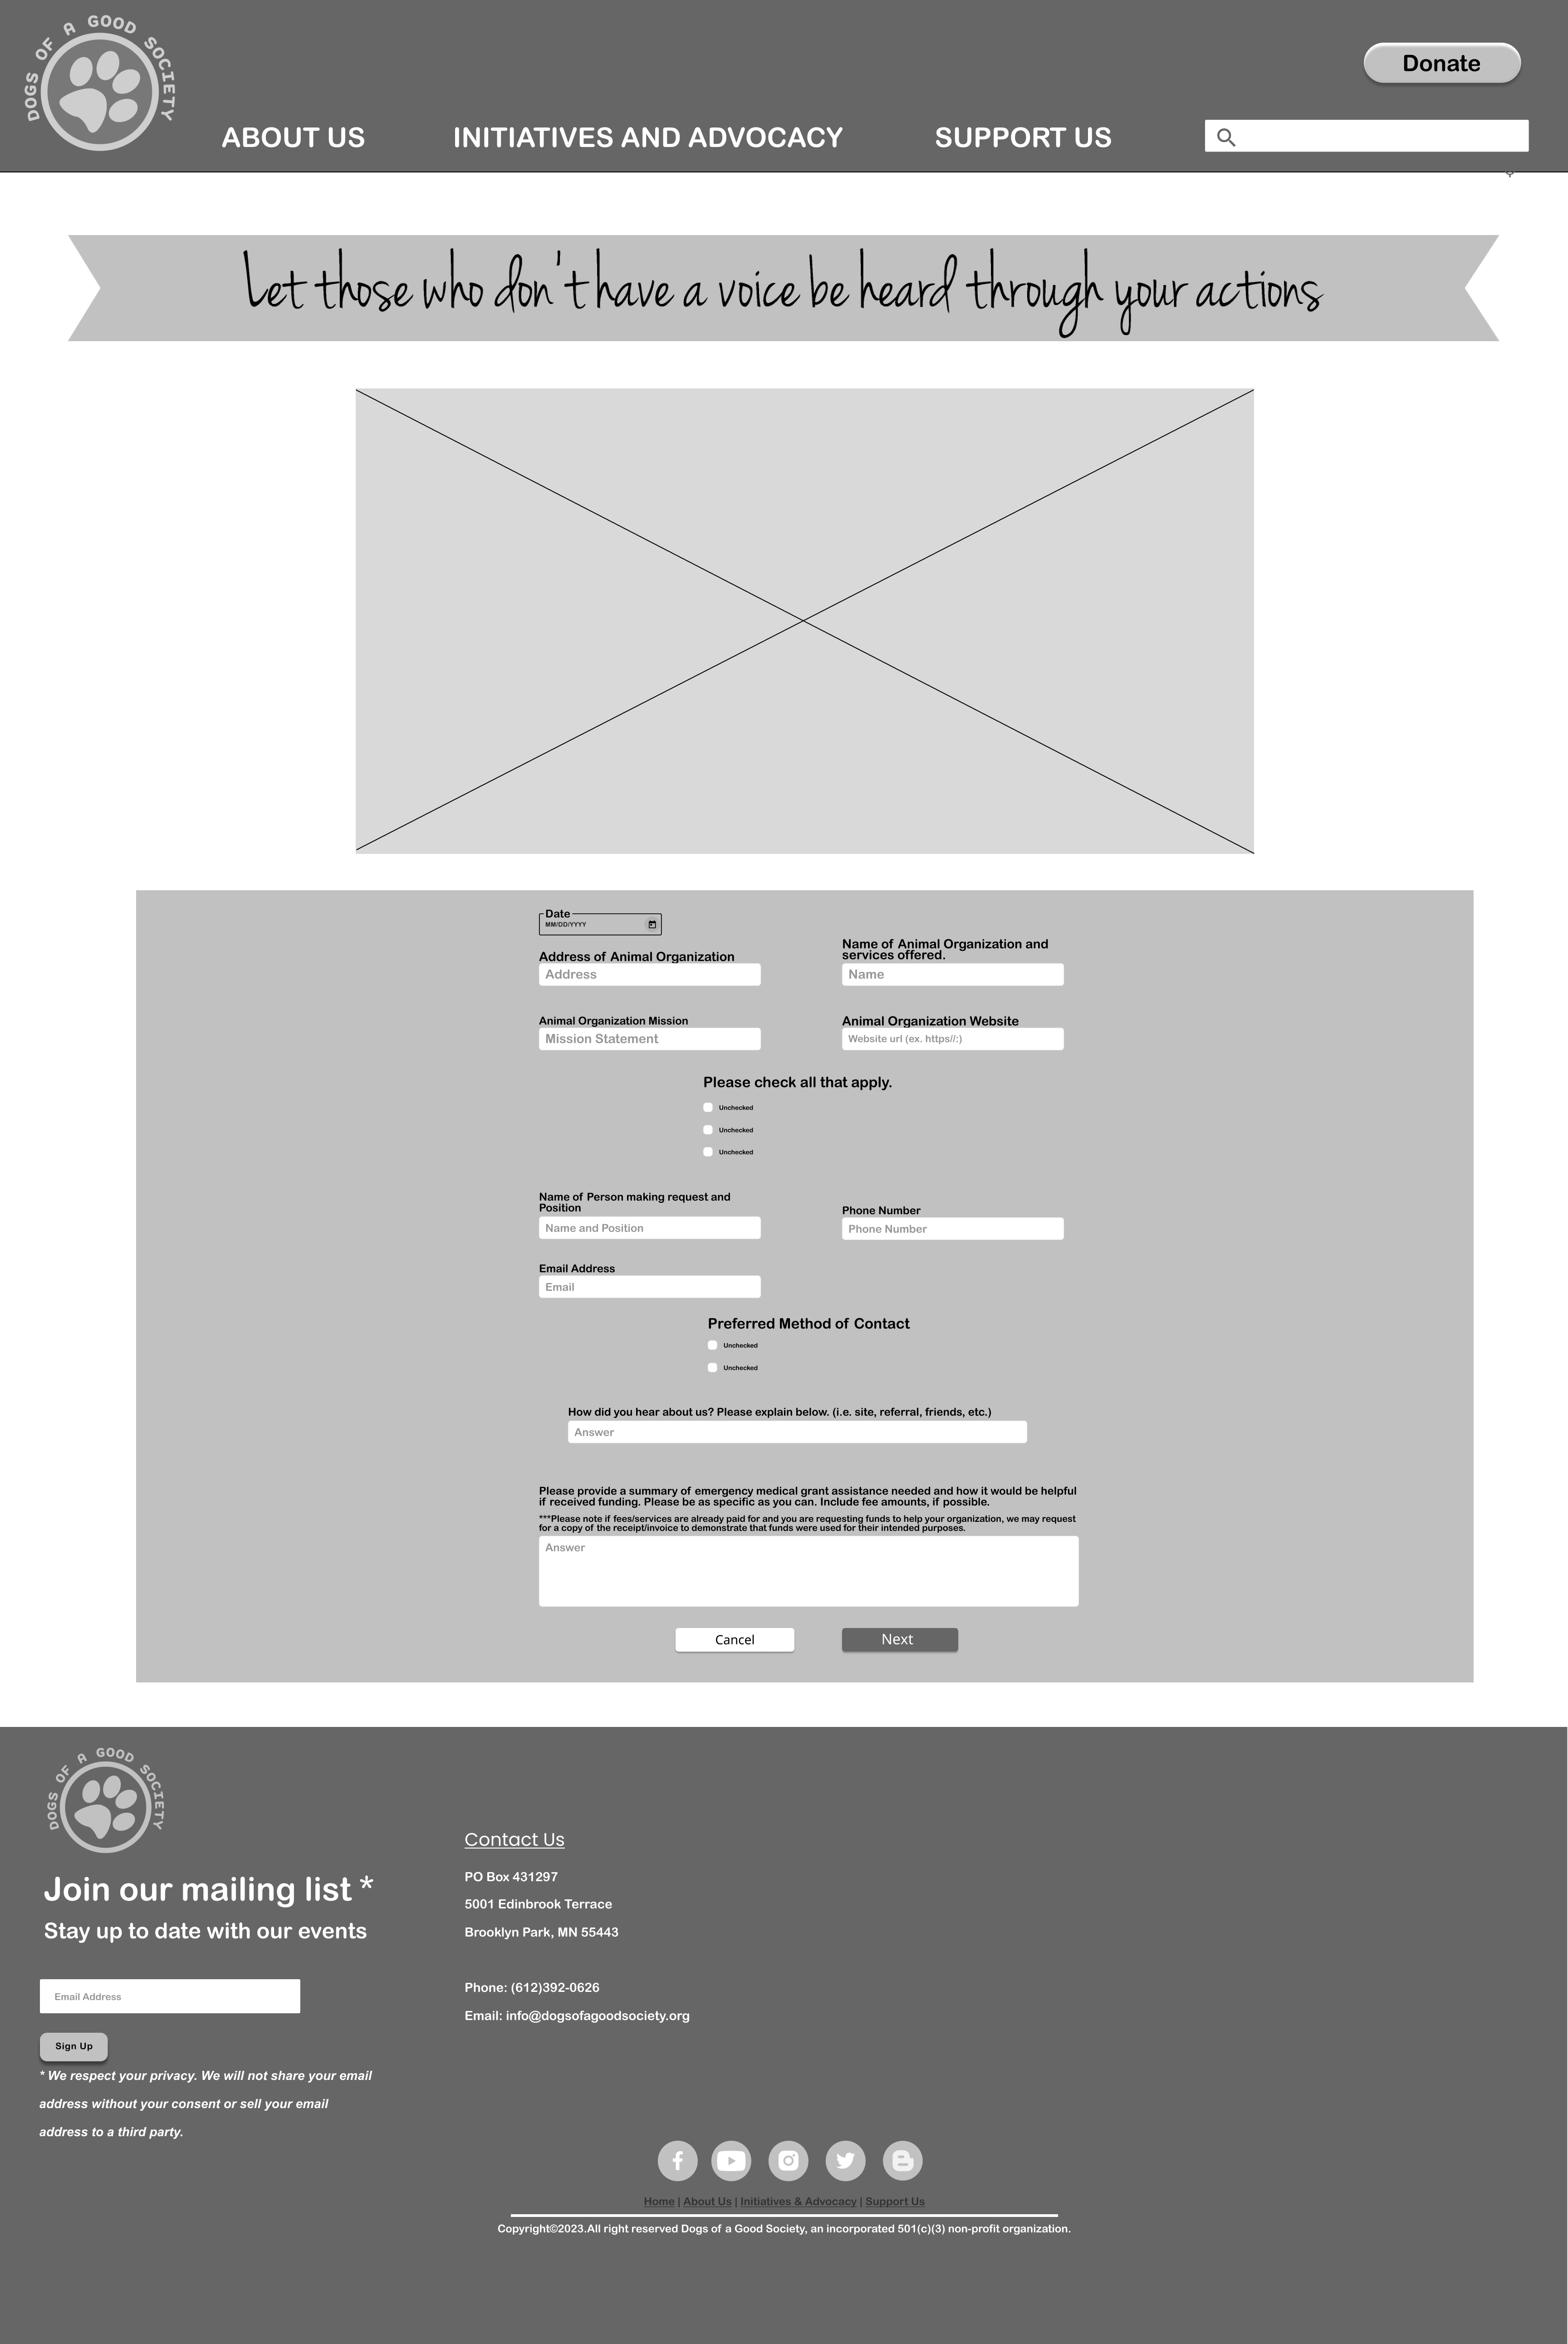 DOGS OF A GOOD SOCIETY
Donate
ABOUT US
INITIATIVES AND ADVOCACY
SUPPORT US
Let those who don't have a voice be heard through your actions
Date
MM/DD/YYYY
Address of Animal Organization
Address
Name of Animal Organization and
services offered.
Name
Animal Organization Mission
Mission Statement
Animal Organization Website
Website url (ex. https//:)
Please check all that apply.
Unchecked
Unchecked
Unchecked
Name of Person making request and
Position
Name and Position
Phone Number
Phone Number
Email Address
Email
Preferred Method of Contact
Unchecked
Unchecked
How did you hear about us? Please explain below. (i.e. site, referral, friends, etc.)
Answer
Please provide a summary of emergency medical grant assistance needed and how it would be helpful
if received funding. Please be as specific as you can. Include fee amounts, if possible.
***Please note if fees/services are already paid for and you are requesting funds to help your organization, we may request
for a copy of the receipt/invoice to demonstrate that funds were used for their intended purposes.
Answer
Cancel
Next
DOGS OF A GOOD SOCIETY
Join our mailing list *
Stay up to date with our events
Email Address
Sign Up
* We respect your privacy. We will not share your email
address without your consent or sell your email
address to a third party.
Contact Us
PO Box 431297
5001 Edinbrook Terrace
Brooklyn Park, MN 55443
Phone: (612)392-0626
Email: info@dogsofagoodsociety.org
Home | About Us | Initiatives & Advocacy | Support Us
Copyright©2023.All right reserved Dogs of a Good Society, an incorporated 501(c)(3) non-profit organization.